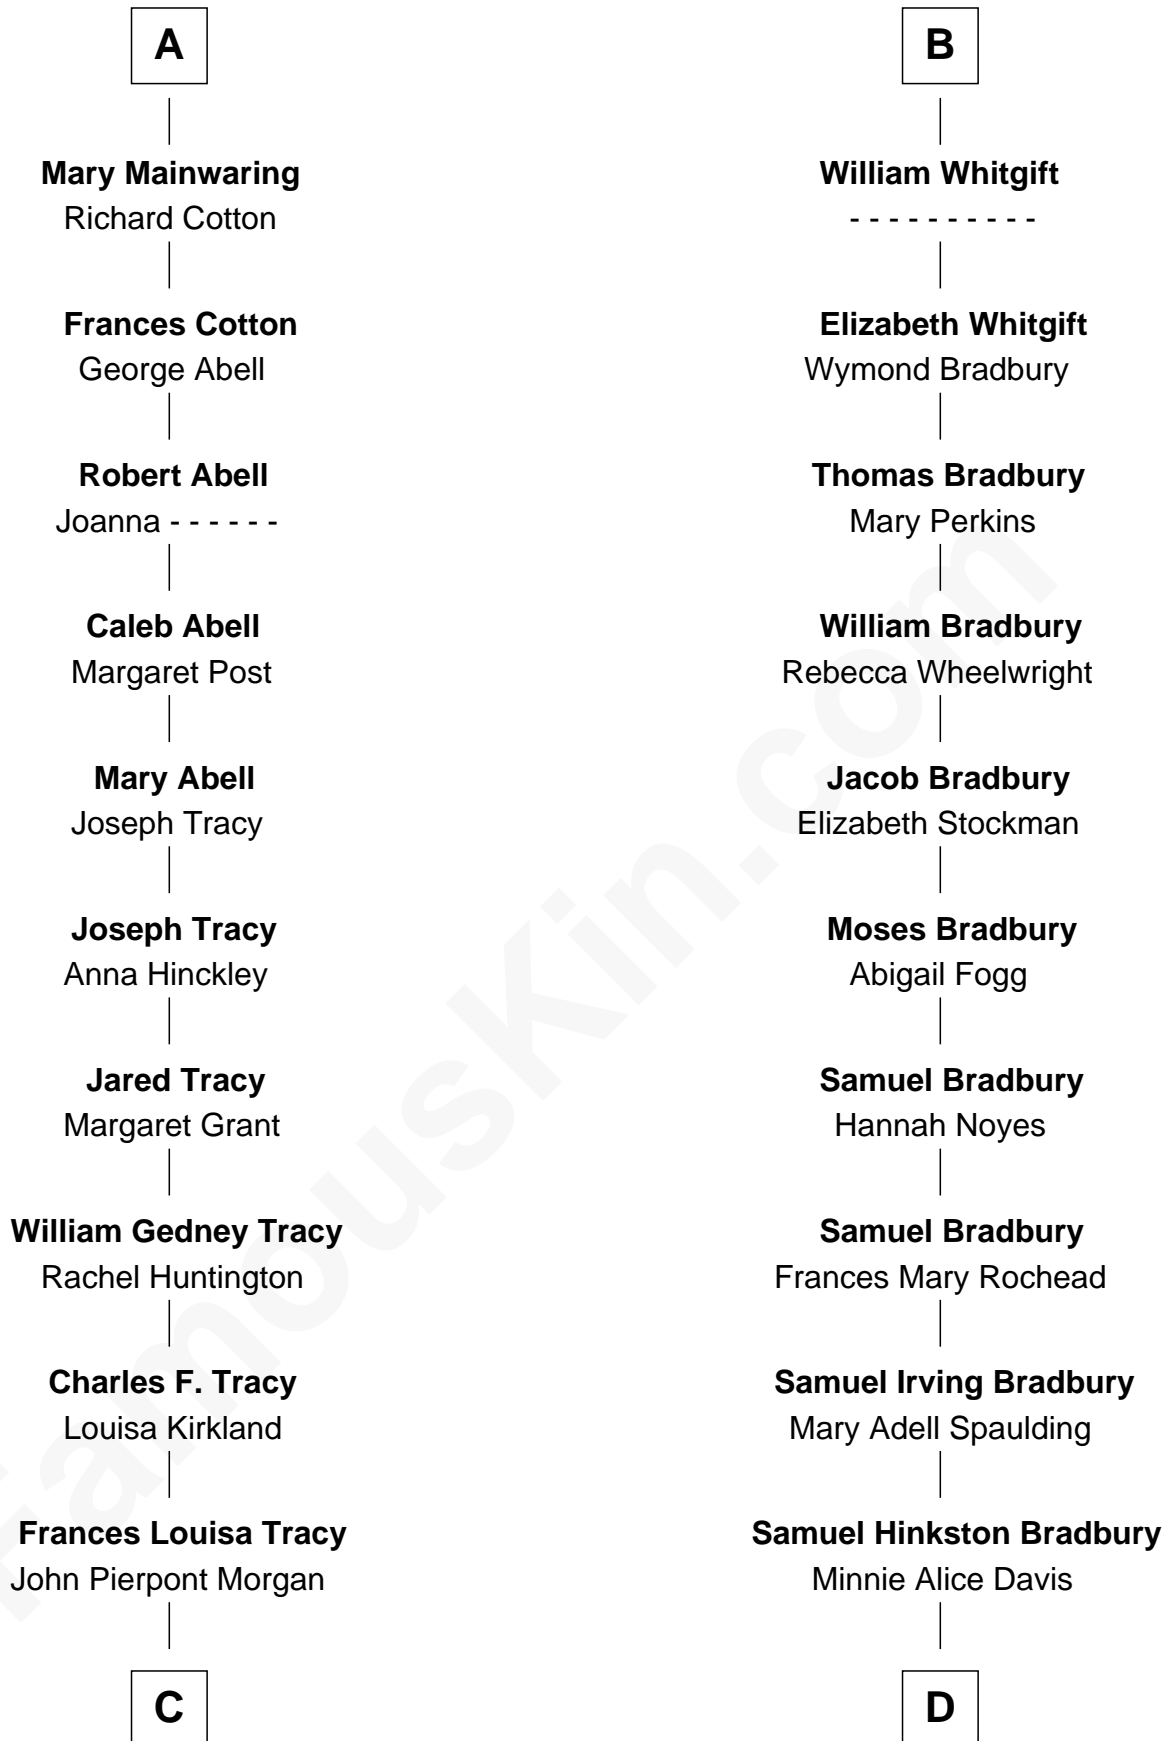 A
Mary Mainwaring
Richard Cotton
Frances Cotton
George Abell
Robert Abell
Joanna - - - - - -
Caleb Abell
Margaret Post
Mary Abell
Joseph Tracy
Joseph Tracy
Anna Hinckley
Jared Tracy
Margaret Grant
William Gedney Tracy
Rachel Huntington
Charles F. Tracy
Louisa Kirkland
Frances Louisa Tracy
John Pierpont Morgan
C
B
William Whitgift
- - - - - - - - - -
Elizabeth Whitgift
Wymond Bradbury
Thomas Bradbury
Mary Perkins
William Bradbury
Rebecca Wheelwright
Jacob Bradbury
Elizabeth Stockman
Moses Bradbury
Abigail Fogg
Samuel Bradbury
Hannah Noyes
Samuel Bradbury
Frances Mary Rochead
Samuel Irving Bradbury
Mary Adell Spaulding
Samuel Hinkston Bradbury
Minnie Alice Davis
D
FamousKin.com